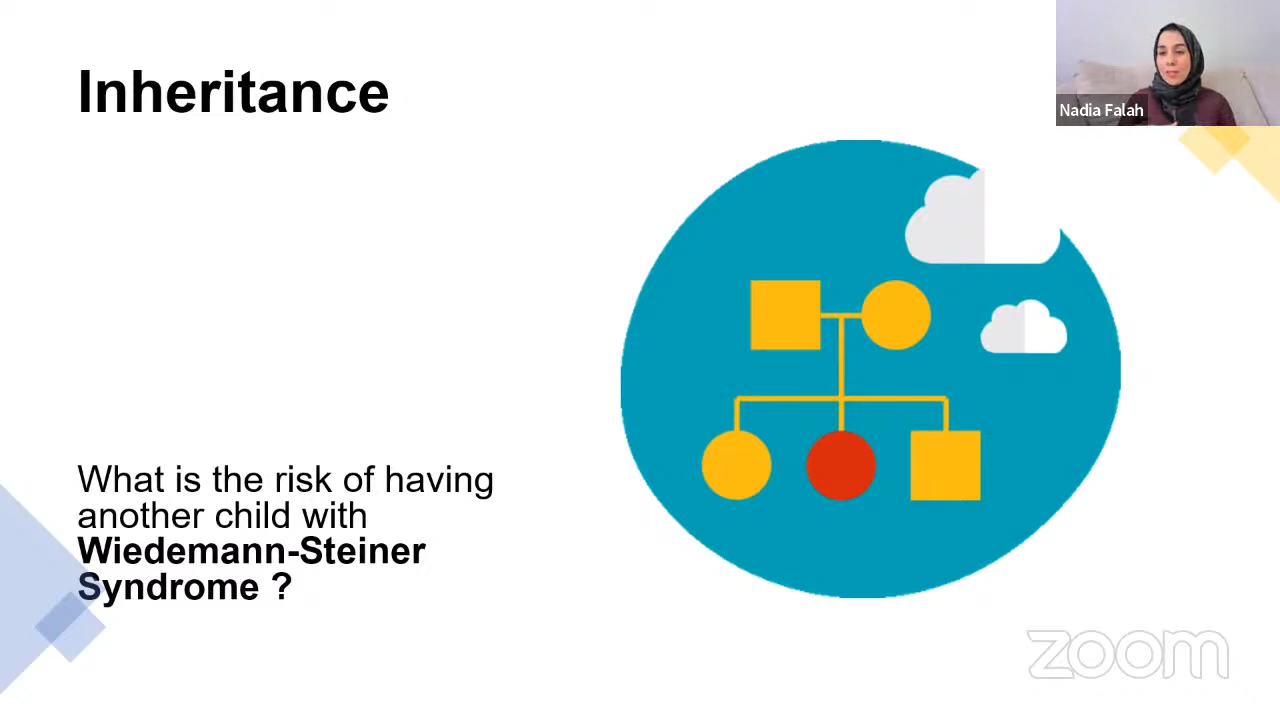 Inheritance
Nadia Falah
What is the risk of having
another child with
Wiedemann-Steiner
Syndrome ?
zoom